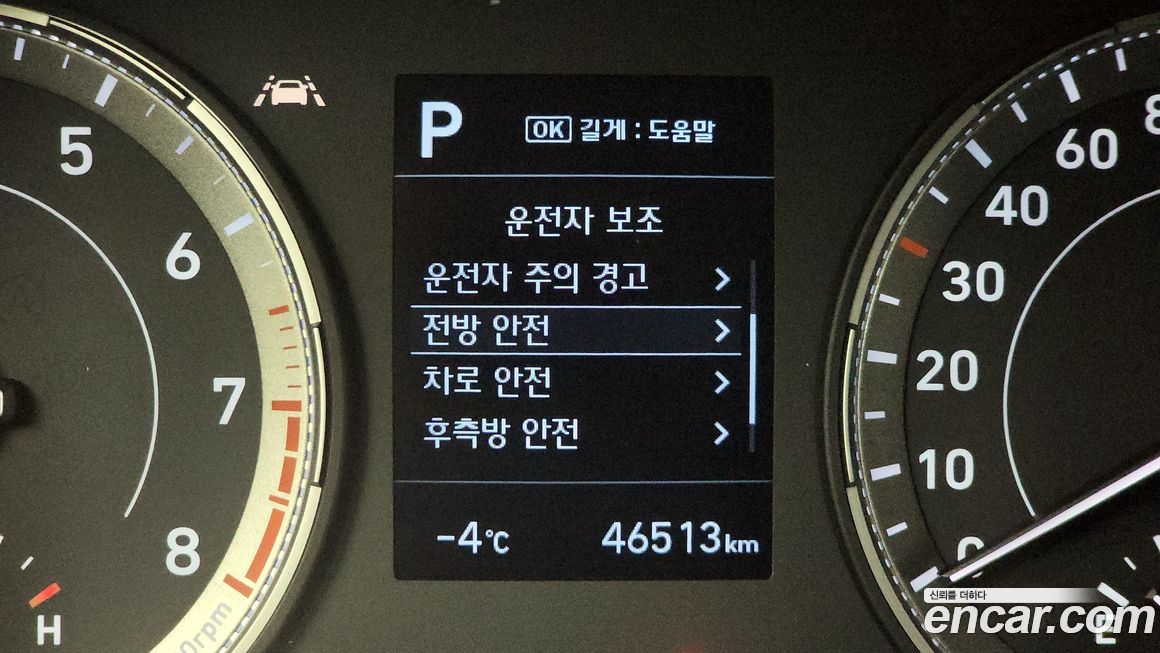 P
OK 길게 : 도움말
운전자 보조
운전자 주의 경고
전방 안전
차로 안전
후측방 안전
-4°C
46513km
5
6
7
8
H
60
40
30
20
10
0
E
신뢰를 더하다
encar.com